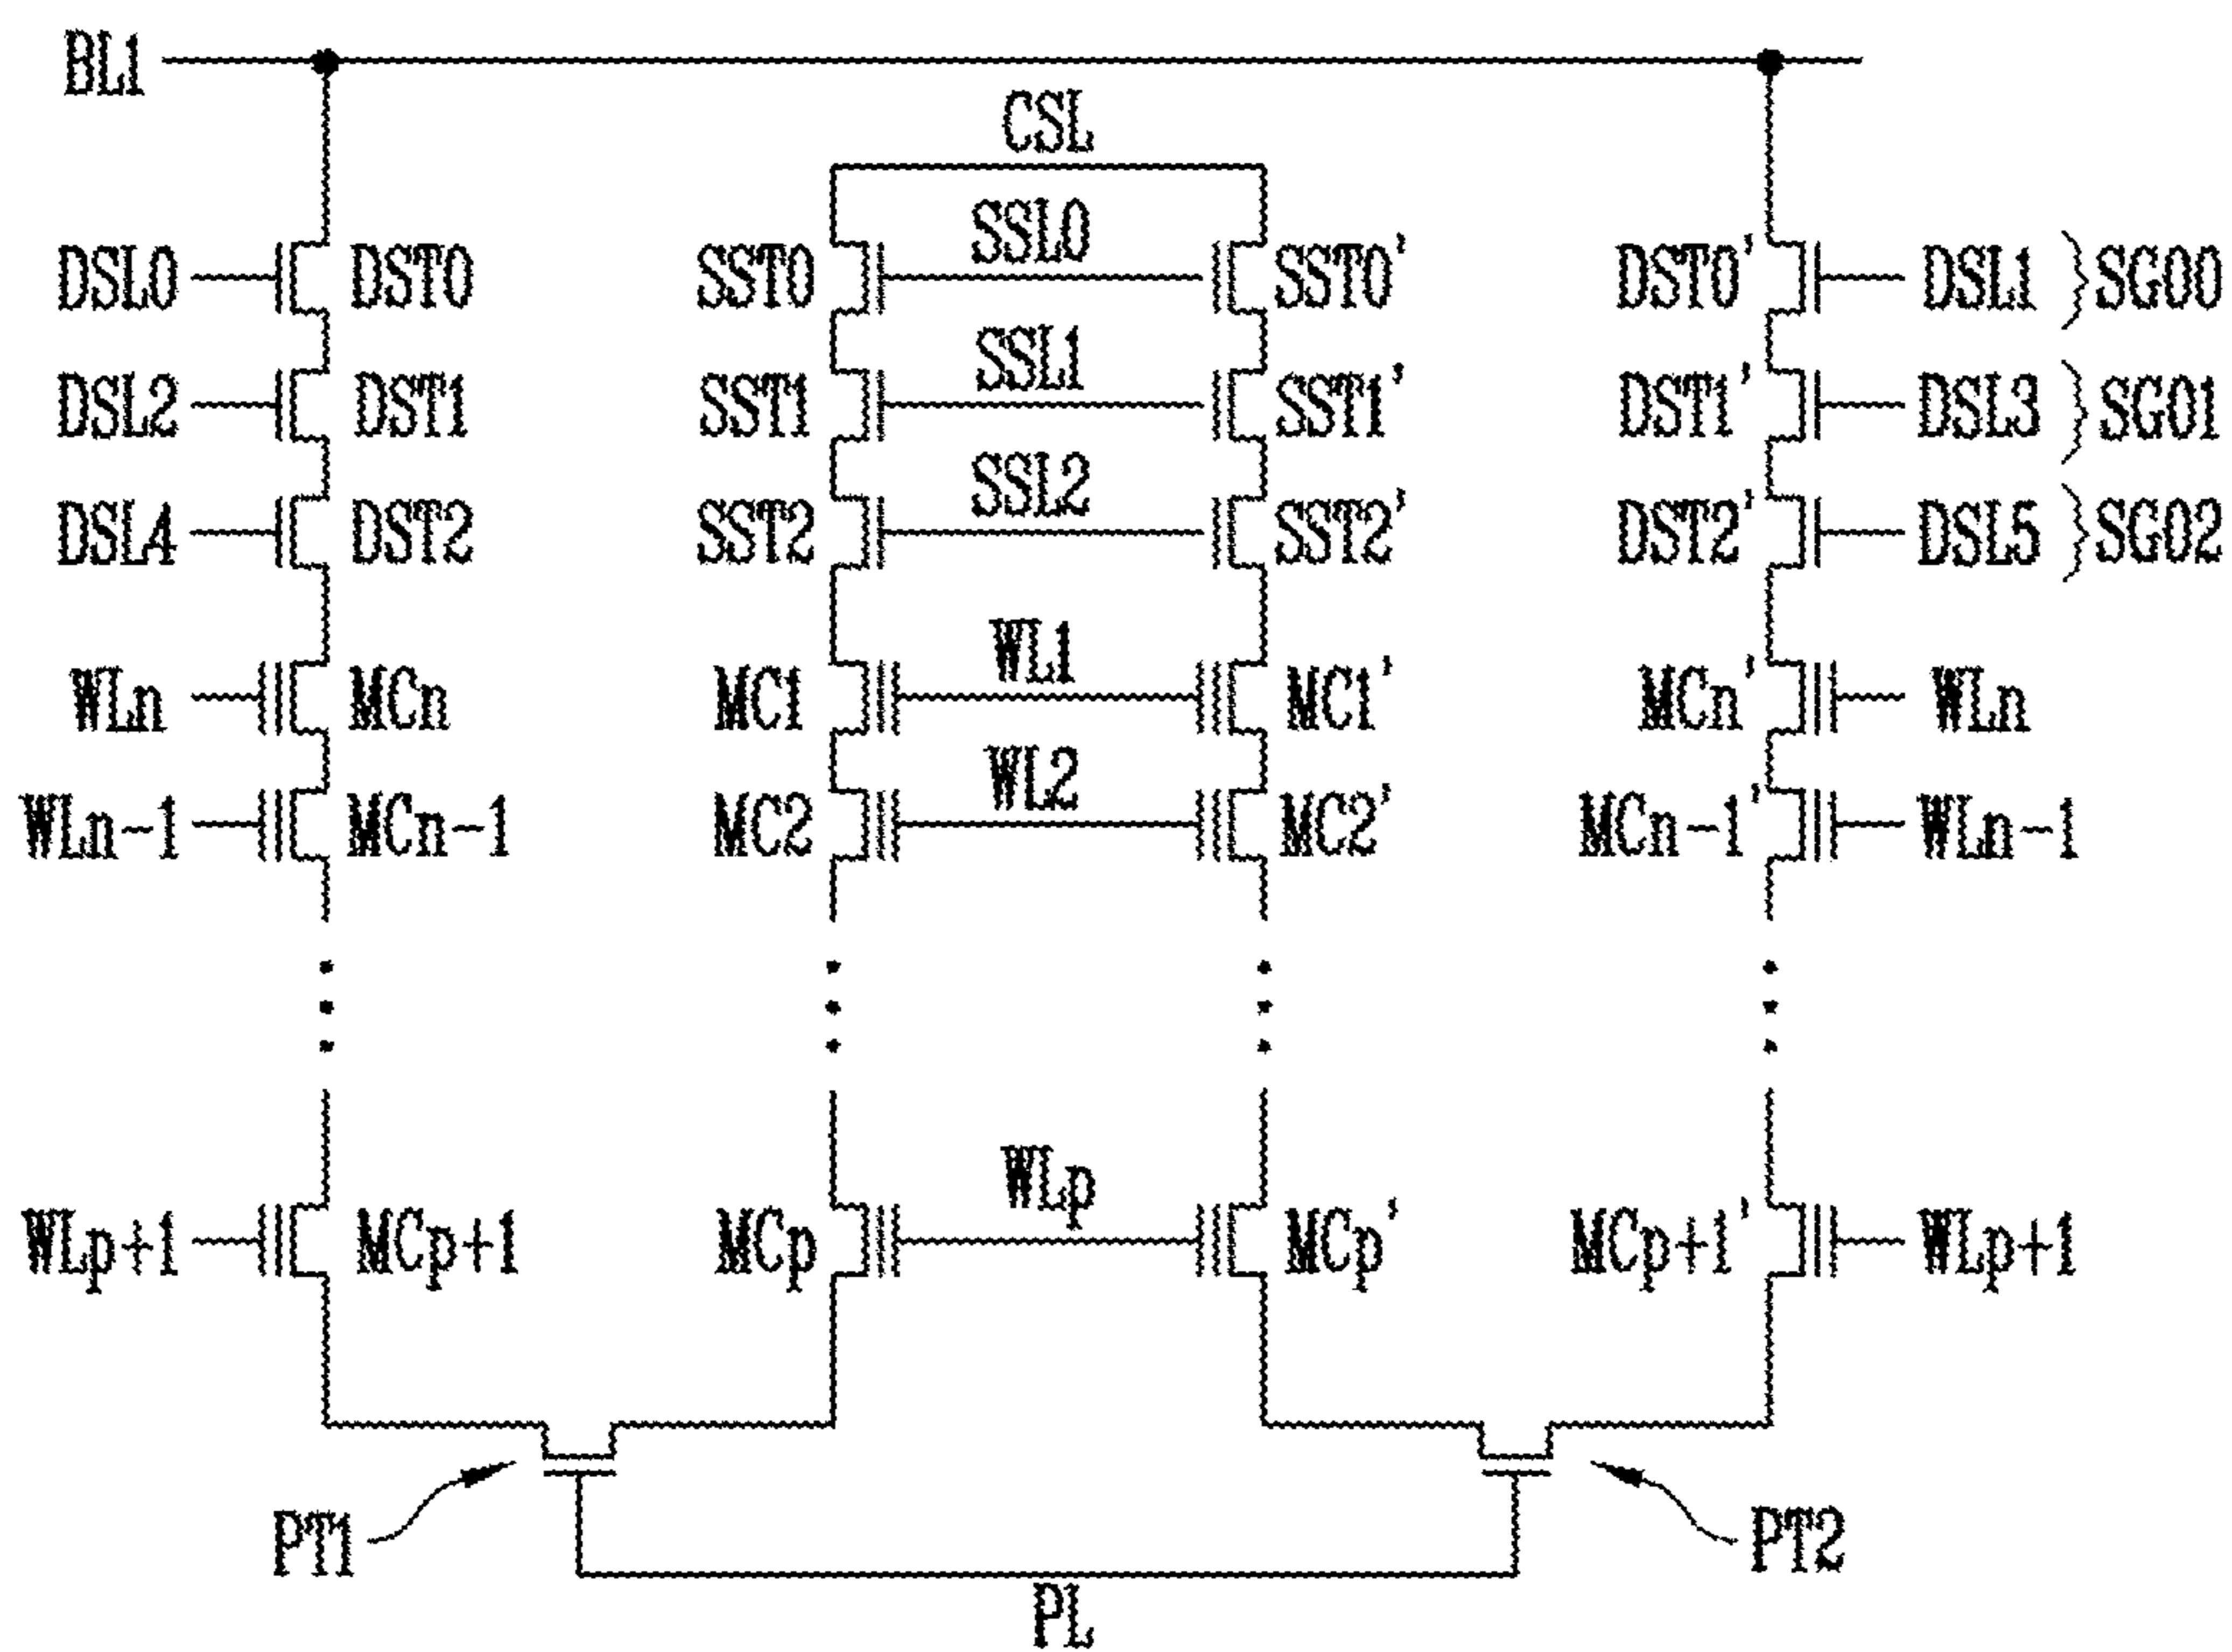 BL1
CSL
SSL0
DSL0 DST0 SST0 SST0' DST0' DSL1 SG00
SSL1
DSL2 DST1 SST1 SST1' DST1' DSL3 SG01
SSL2
DSL4 DST2 SST2 SST2' DST2' DSL5 SG02
WL1
WLn MCn MC1 MC1' MCn' WLn
WL2
WLn-1 MCn-1 MC2 MC2' MCn-1' WLn-1
WLp
WLp+1 MCp+1 MCp MCp' MCp+1' WLp+1
PT1 PT2
PL